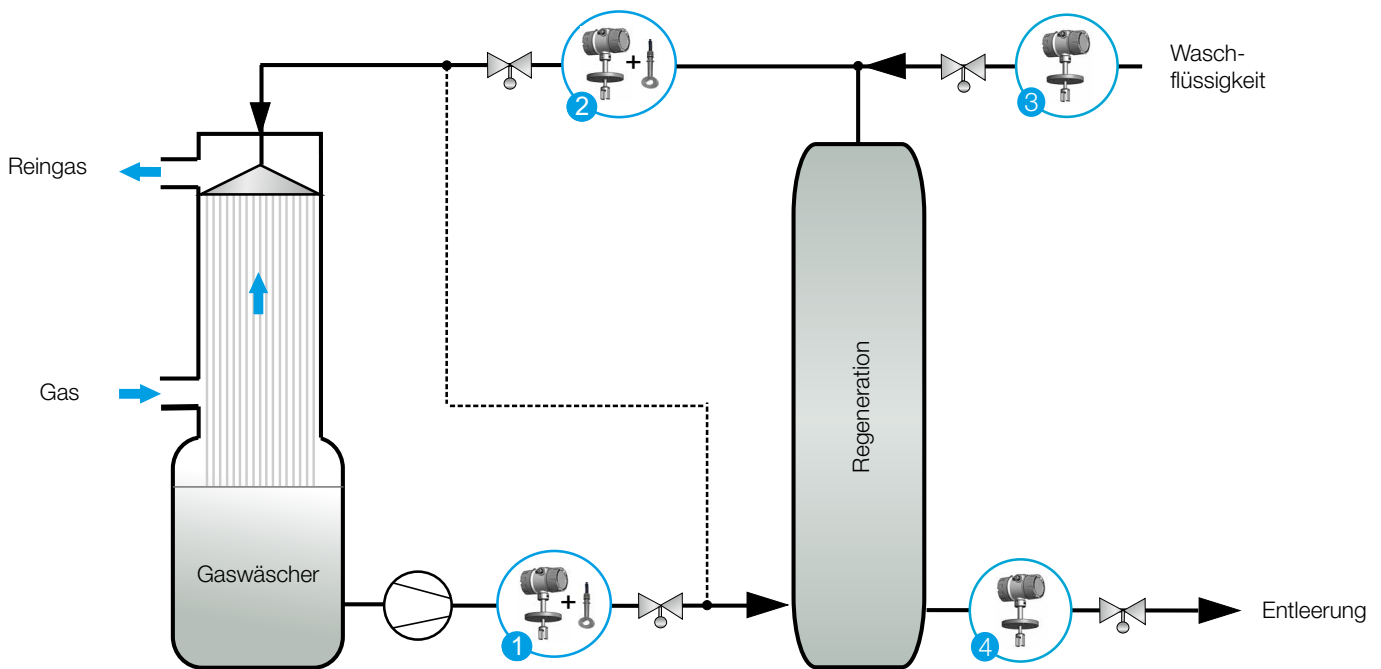 2
+
3
Wasch-
flüssigkeit
Reingas
Gas
Regeneration
Gaswäscher
1
+
4
Entleerung